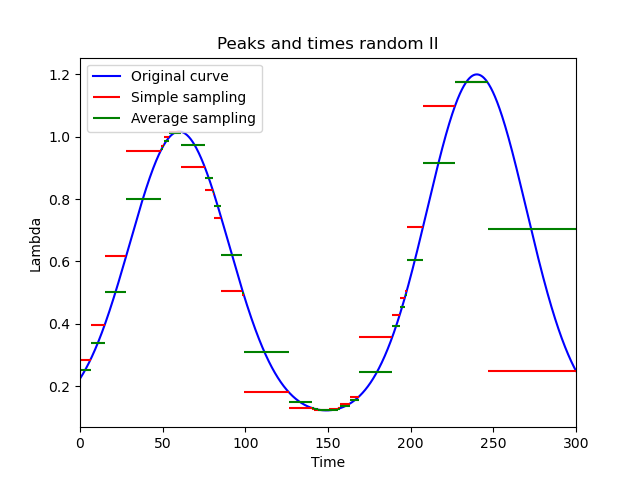 Peaks and times random II
Original curve
Simple sampling
Average sampling
1.2
1.0
0.8
0.6
0.4
0.2
Lambda
0 50 100 150 200 250 300
Time